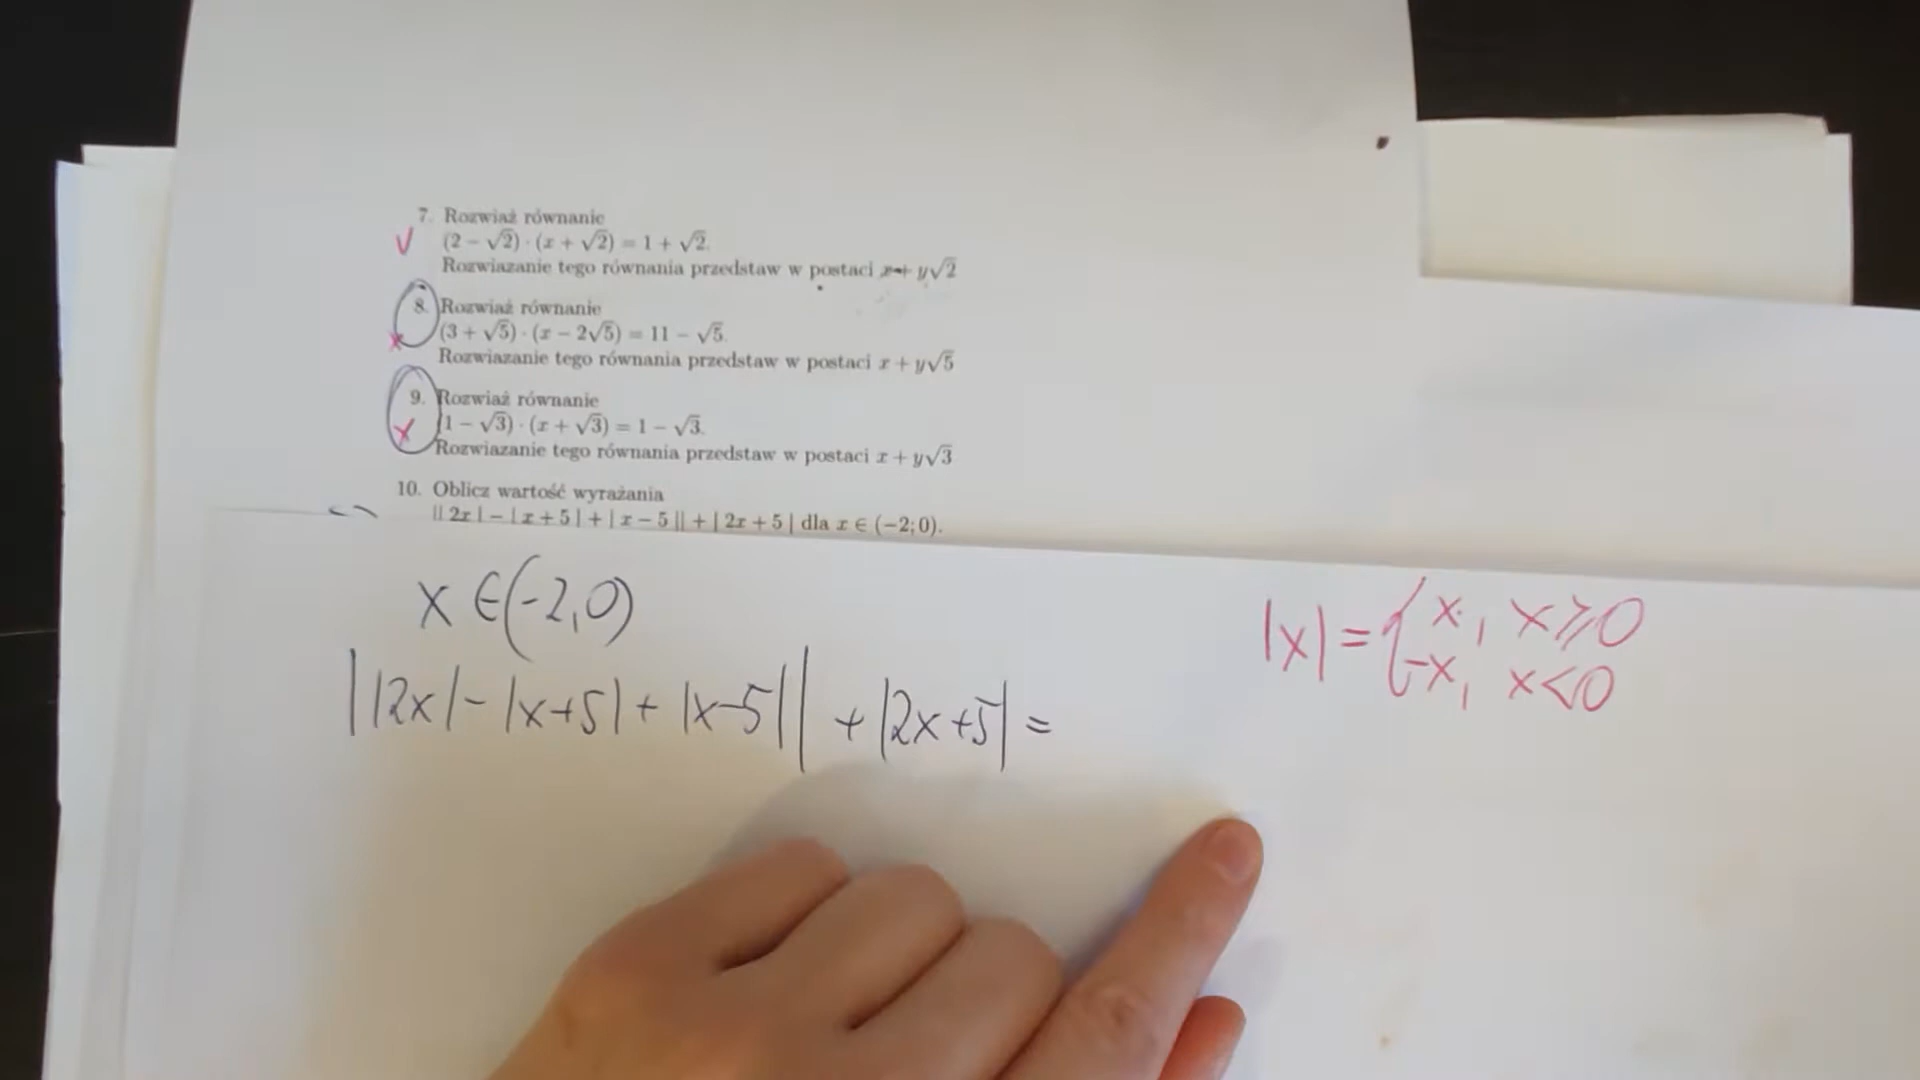 7. Rozwiaż równanie
(2 − √2) · (x + √2) = 1 + √2.
Rozwiazanie tego równania przedstaw w postaci x + y√2
8. Rozwiaż równanie
(3 + √5) · (x − 2√5) = 11 − √5.
Rozwiazanie tego równania przedstaw w postaci x + y√5
9. Rozwiaż równanie
(1 − √3) · (x + √3) = 1 − √3.
Rozwiazanie tego równania przedstaw w postaci x + y√3
10. Oblicz wartość wyrażania
|| 2x | − | x + 5 | + | x − 5 || + | 2x + 5 | dla x ∈ (−2; 0).
x ∈ (-2,0)
||2x| - |x+5| + |x-5|| + |2x+5| =
|x| = { x, x ⩾ 0
-x, x < 0